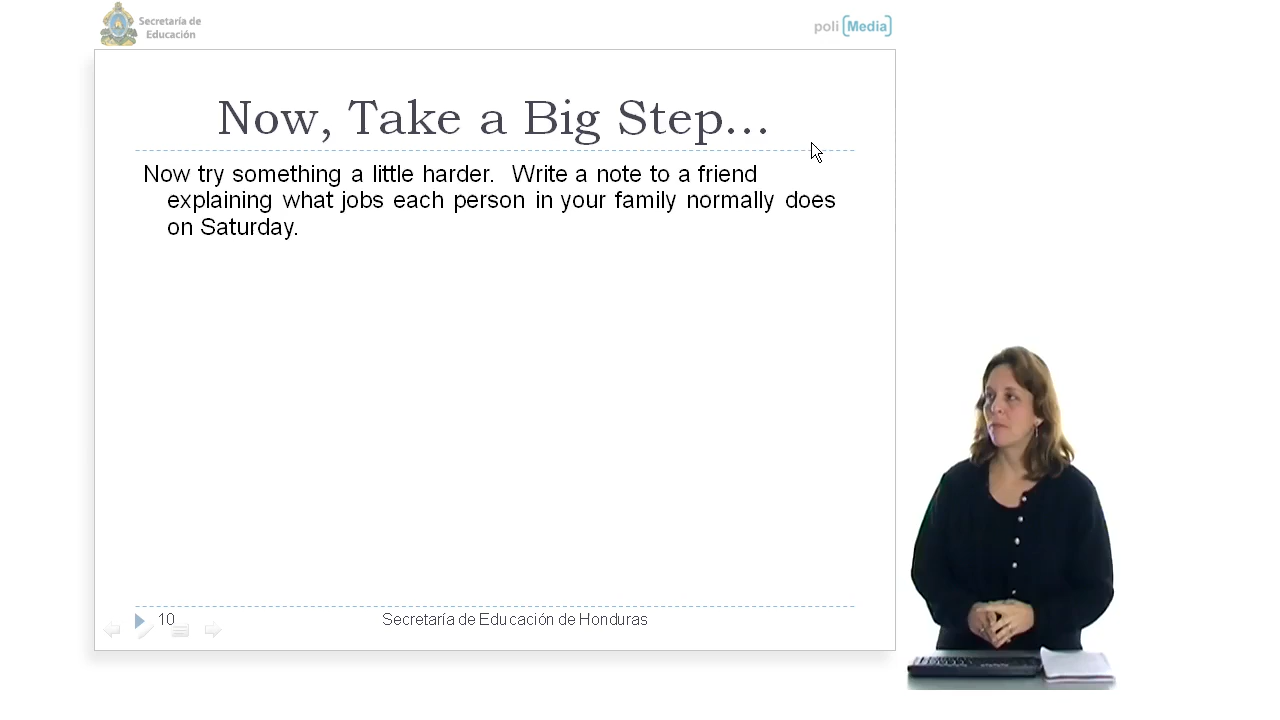 Secretaría de
Educación
poli [Media]
Now, Take a Big Step...
Now try something a little harder. Write a note to a friend
explaining what jobs each person in your family normally does
on Saturday.
10
Secretaría de Educación de Honduras